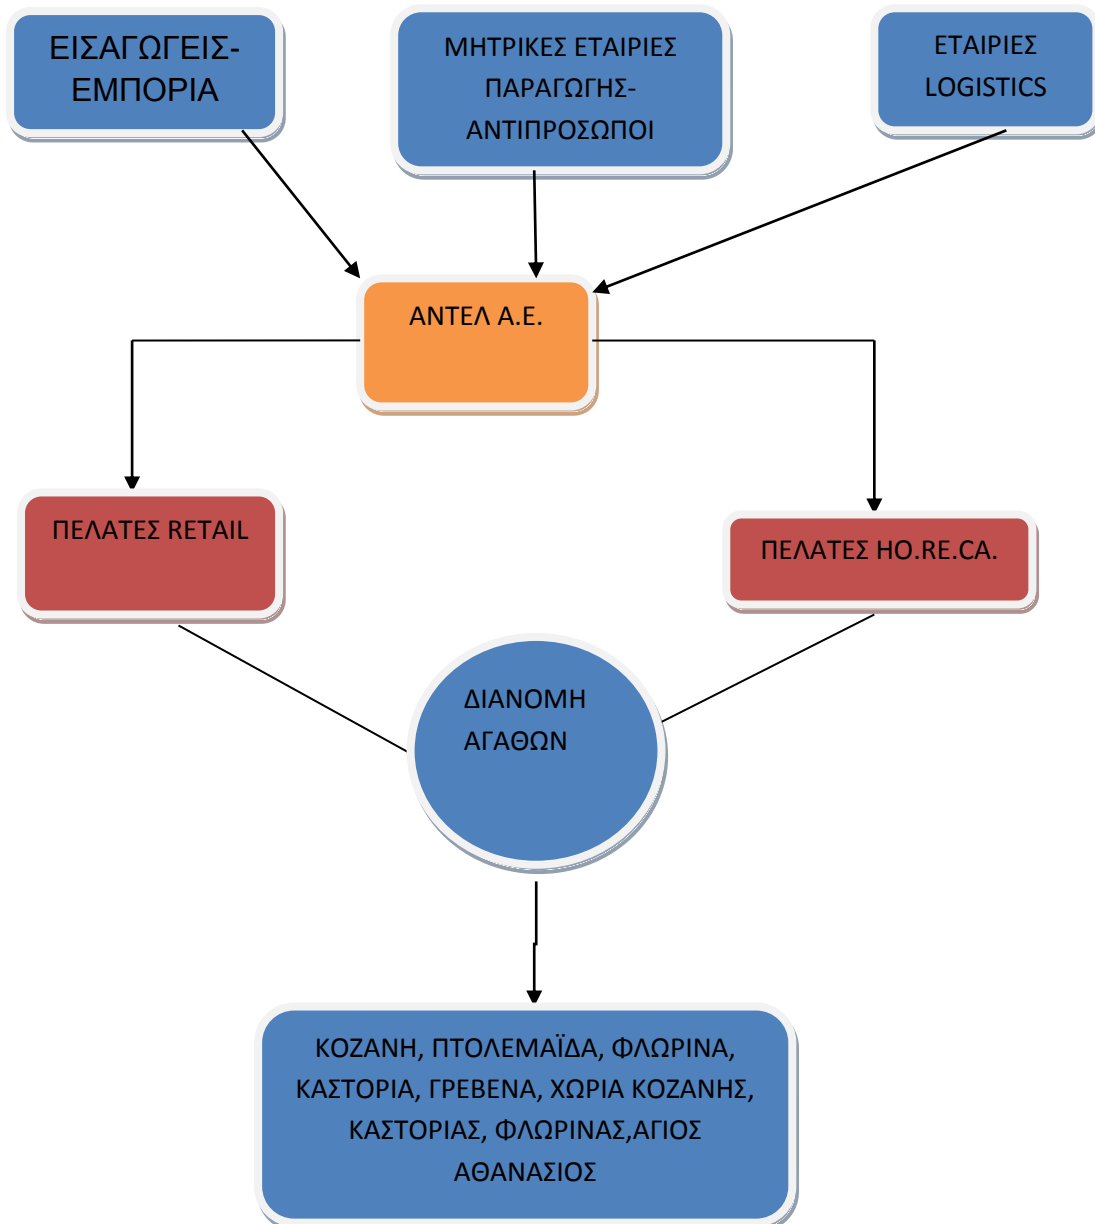 ΕΙΣΑΓΩΓΕΙΣ-
ΕΜΠΟΡΙΑ
ΜΗΤΡΙΚΕΣ ΕΤΑΙΡΙΕΣ
ΠΑΡΑΓΩΓΗΣ-
ΑΝΤΙΠΡΟΣΩΠΟΙ
ΕΤΑΙΡΙΕΣ
LOGISTICS
ΑΝΤΕΛ Α.Ε.
ΠΕΛΑΤΕΣ RETAIL
ΠΕΛΑΤΕΣ HO.RE.CA.
ΔΙΑΝΟΜΗ
ΑΓΑΘΩΝ
ΚΟΖΑΝΗ, ΠΤΟΛΕΜΑΪΔΑ, ΦΛΩΡΙΝΑ,
ΚΑΣΤΟΡΙΑ, ΓΡΕΒΕΝΑ, ΧΩΡΙΑ ΚΟΖΑΝΗΣ,
ΚΑΣΤΟΡΙΑΣ, ΦΛΩΡΙΝΑΣ,ΑΓΙΟΣ
ΑΘΑΝΑΣΙΟΣ